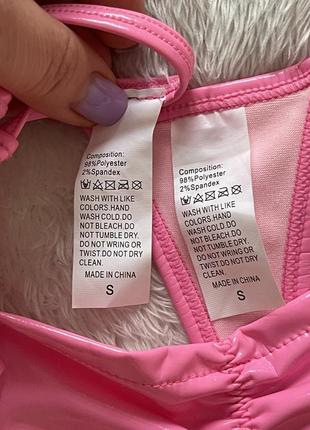 Composition:
98%Polyester
2%Spandex
WASH WITH LIKE
COLORS.HAND
WASH COLD.DO
NOT BLEACH.DO
NOT TUMBLE DRY.
DO NOT WRING OR
TWIST.DO NOT DRY
CLEAN.
MADE IN CHINA
S
Composition:
98%Polyester
2%Spandex
WASH WITH LIKE
COLORS.HAND
WASH COLD.DO
NOT BLEACH.DO
NOT TUMBLE DRY.
DO NOT WRING OR
TWIST.DO NOT DRY
CLEAN.
MADE IN CHINA
S